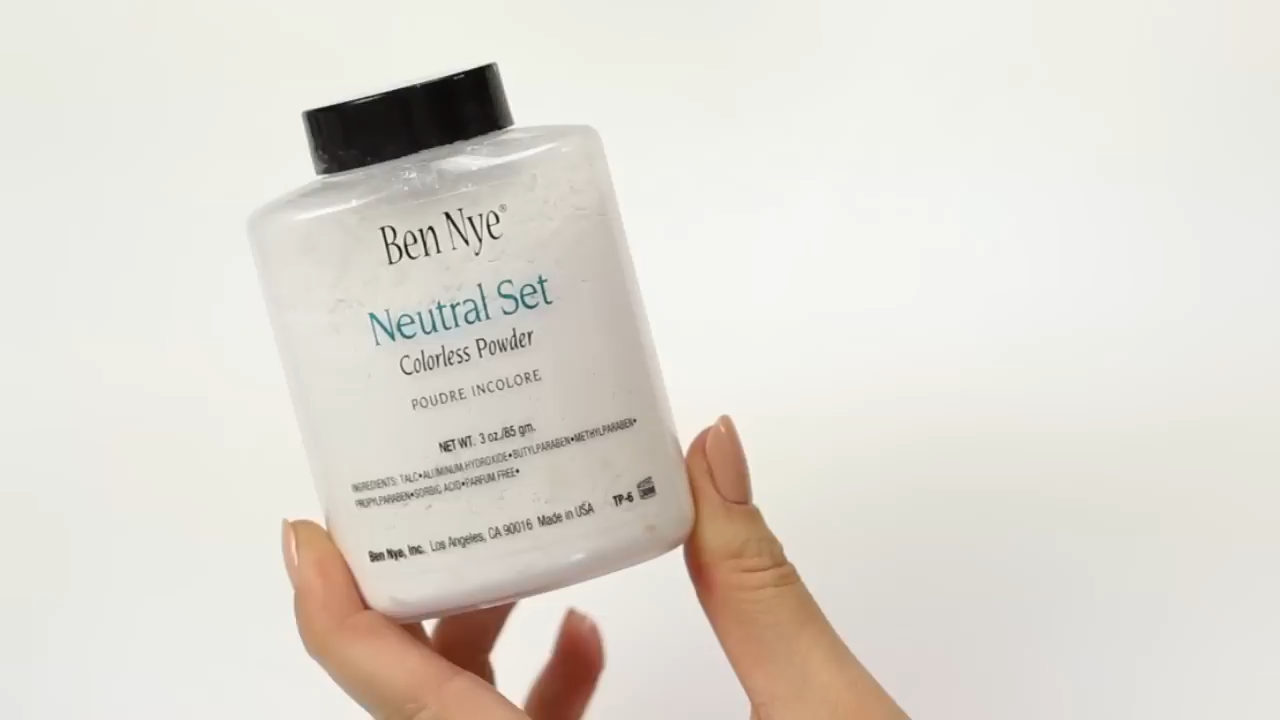 Ben Nye®
Neutral Set
Colorless Powder
POUDRE INCOLORE
NET WT. 3 oz./85 gm.
INGREDIENTS: TALC•ALUMINUM HYDROXIDE•BUTYLPARABEN•METHYLPARABEN•
PROPYLPARABEN•SORBIC ACID•PARFUM FREE•
TP-6
Ben Nye, Inc. Los Angeles, CA 90016 Made in USA